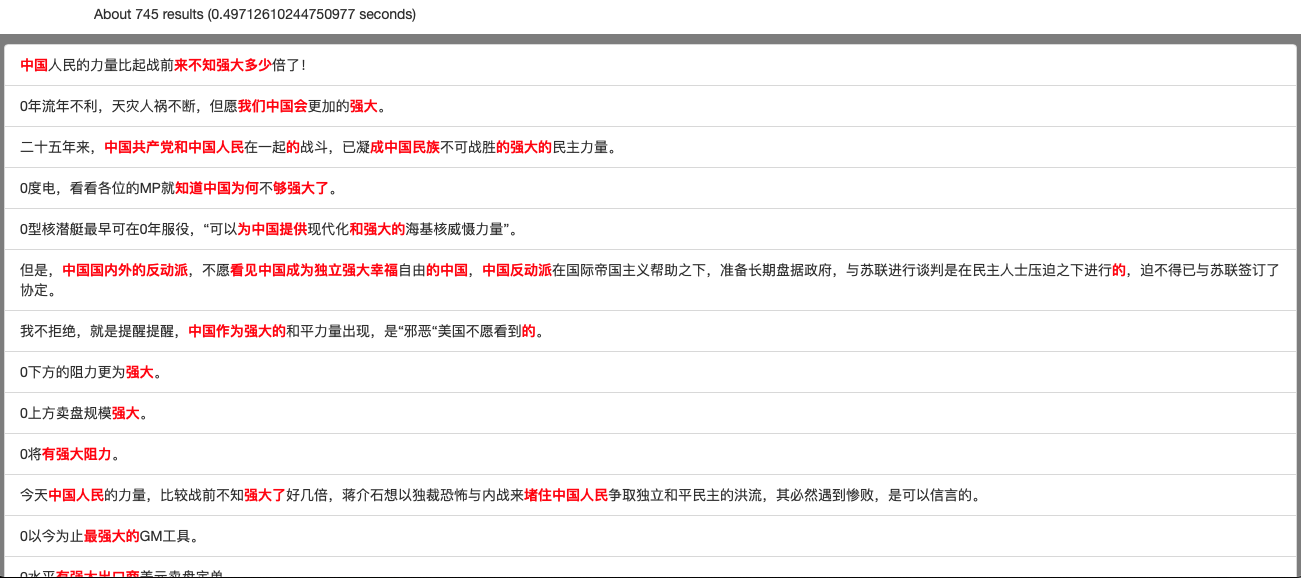 About 745 results (0.49712610244750977 seconds)
中国人民的力量比起战前来不知强大多少倍了！
0年流年不利，天灾人祸不断，但愿我们中国会更加的强大。
二十五年来，中国共产党和中国人民在一起的战斗，已凝成中国民族不可战胜的强大的民主力量。
0度电，看看各位的MP就知道中国为何不够强大了。
0型核潜艇最早可在0年服役，“可以为中国提供现代化和强大的海基核威慑力量”。
但是，中国国内外的反动派，不愿看见中国成为独立强大幸福自由的中国，中国反动派在国际帝国主义帮助之下，准备长期盘据政府，与苏联进行谈判是在民主人士压迫之下进行的，迫不得已与苏联签订了
协定。
我不拒绝，就是提醒提醒，中国作为强大的和平力量出现，是“邪恶“美国不愿看到的。
0下方的阻力更为强大。
0上方卖盘规模强大。
0将有强大阻力。
今天中国人民的力量，比较战前不知强大了好几倍，蒋介石想以独裁恐怖与内战来堵住中国人民争取独立和平民主的洪流，其必然遇到惨败，是可以信言的。
0以今为止最强大的GM工具。
0水平有强大出口商美元卖盘定单